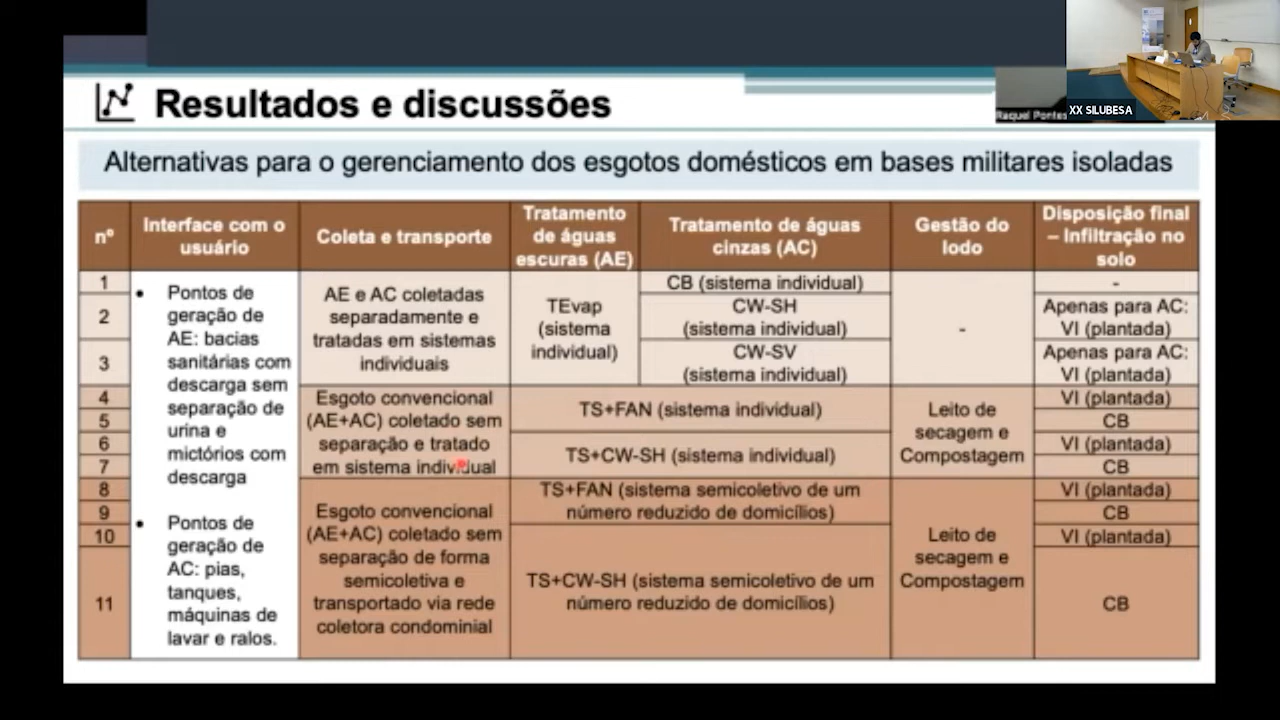 Resultados e discussões
Raquel Pontes
XX SILUBESA
Alternativas para o gerenciamento dos esgotos domésticos em bases militares isoladas
nº
Interface com o
usuário
Coleta e transporte
Tratamento
de águas
escuras (AE)
Tratamento de águas
cinzas (AC)
Gestão do
lodo
Disposição final
– Infiltração no
solo
1
2
3
4
5
6
7
8
9
10
11
• Pontos de
geração de
AE: bacias
sanitárias com
descarga sem
separação de
urina e
mictórios com
descarga
• Pontos de
geração de
AC: pias,
tanques,
máquinas de
lavar e ralos.
AE e AC coletadas
separadamente e
tratadas em sistemas
individuais
Esgoto convencional
(AE+AC) coletado sem
separação e tratado
em sistema individual
Esgoto convencional
(AE+AC) coletado sem
separação de forma
semicoletiva e
transportado via rede
coletora condominial
TEvap
(sistema
individual)
CB (sistema individual)
CW-SH
(sistema individual)
CW-SV
(sistema individual)
TS+FAN (sistema individual)
TS+CW-SH (sistema individual)
TS+FAN (sistema semicoletivo de um
número reduzido de domicílios)
TS+CW-SH (sistema semicoletivo de um
número reduzido de domicílios)
-
Leito de
secagem e
Compostagem
Leito de
secagem e
Compostagem
-
Apenas para AC:
VI (plantada)
Apenas para AC:
VI (plantada)
VI (plantada)
CB
VI (plantada)
CB
VI (plantada)
CB
VI (plantada)
CB